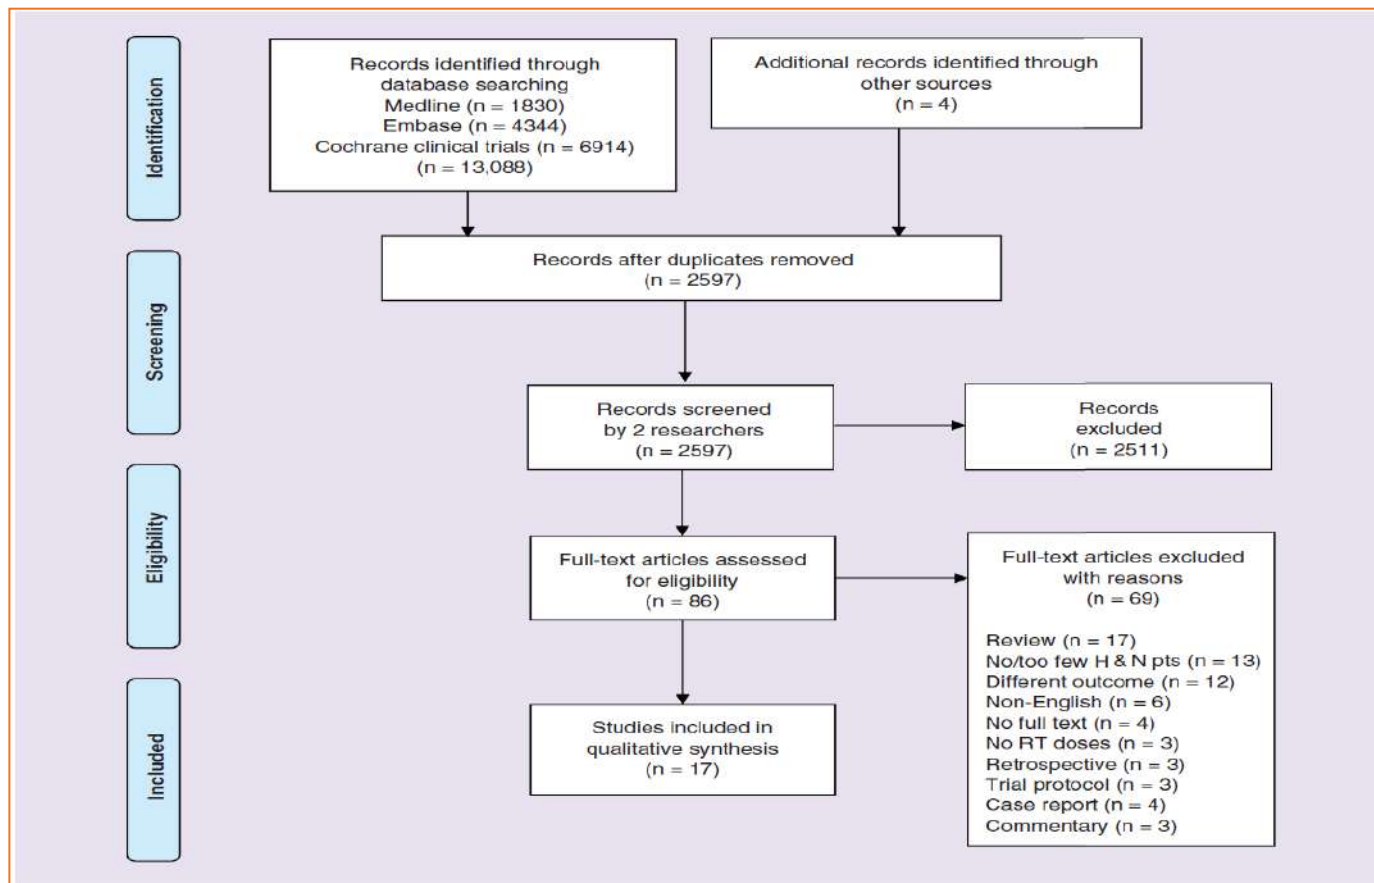 Identification
Records identified through
database searching
Medline (n = 1830)
Embase (n = 4344)
Cochrane clinical trials (n = 6914)
(n = 13,088)
Additional records identified through
other sources
(n = 4)
Screening
Records after duplicates removed
(n = 2597)
Records screened
by 2 researchers
(n = 2597)
Records
excluded
(n = 2511)
Eligibility
Full-text articles assessed
for eligibility
(n = 86)
Full-text articles excluded
with reasons
(n = 69)
Review (n = 17)
No/too few H & N pts (n = 13)
Different outcome (n = 12)
Non-English (n = 6)
No full text (n = 4)
No RT doses (n = 3)
Retrospective (n = 3)
Trial protocol (n = 3)
Case report (n = 4)
Commentary (n = 3)
Included
Studies included in
qualitative synthesis
(n = 17)